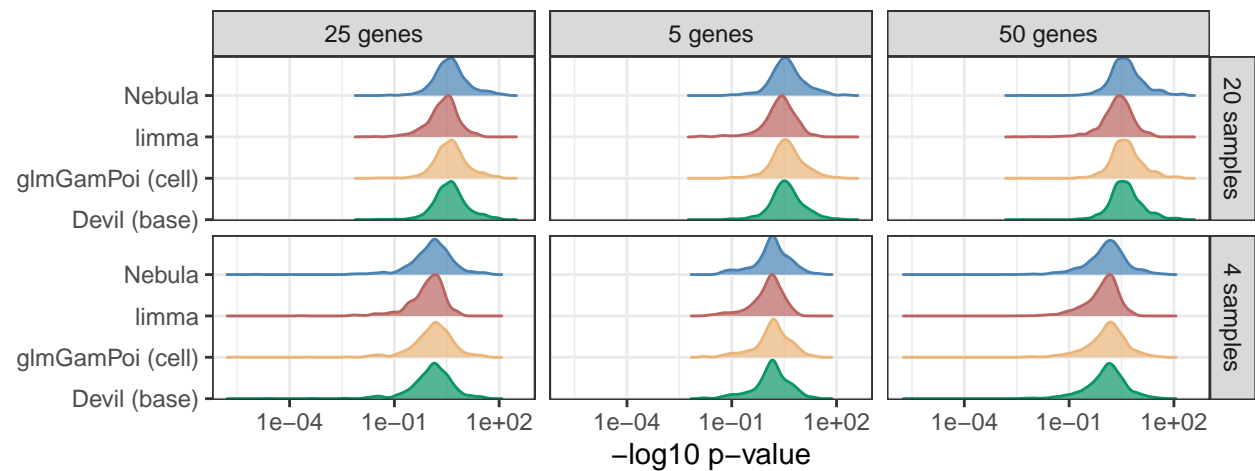 25 genes
5 genes
50 genes
20 samples
Nebula
limma
glmGamPoi (cell)
Devil (base)
4 samples
Nebula
limma
glmGamPoi (cell)
Devil (base)
1e−04 1e−01 1e+02 1e−04 1e−01 1e+02 1e−04 1e−01 1e+02
−log10 p−value